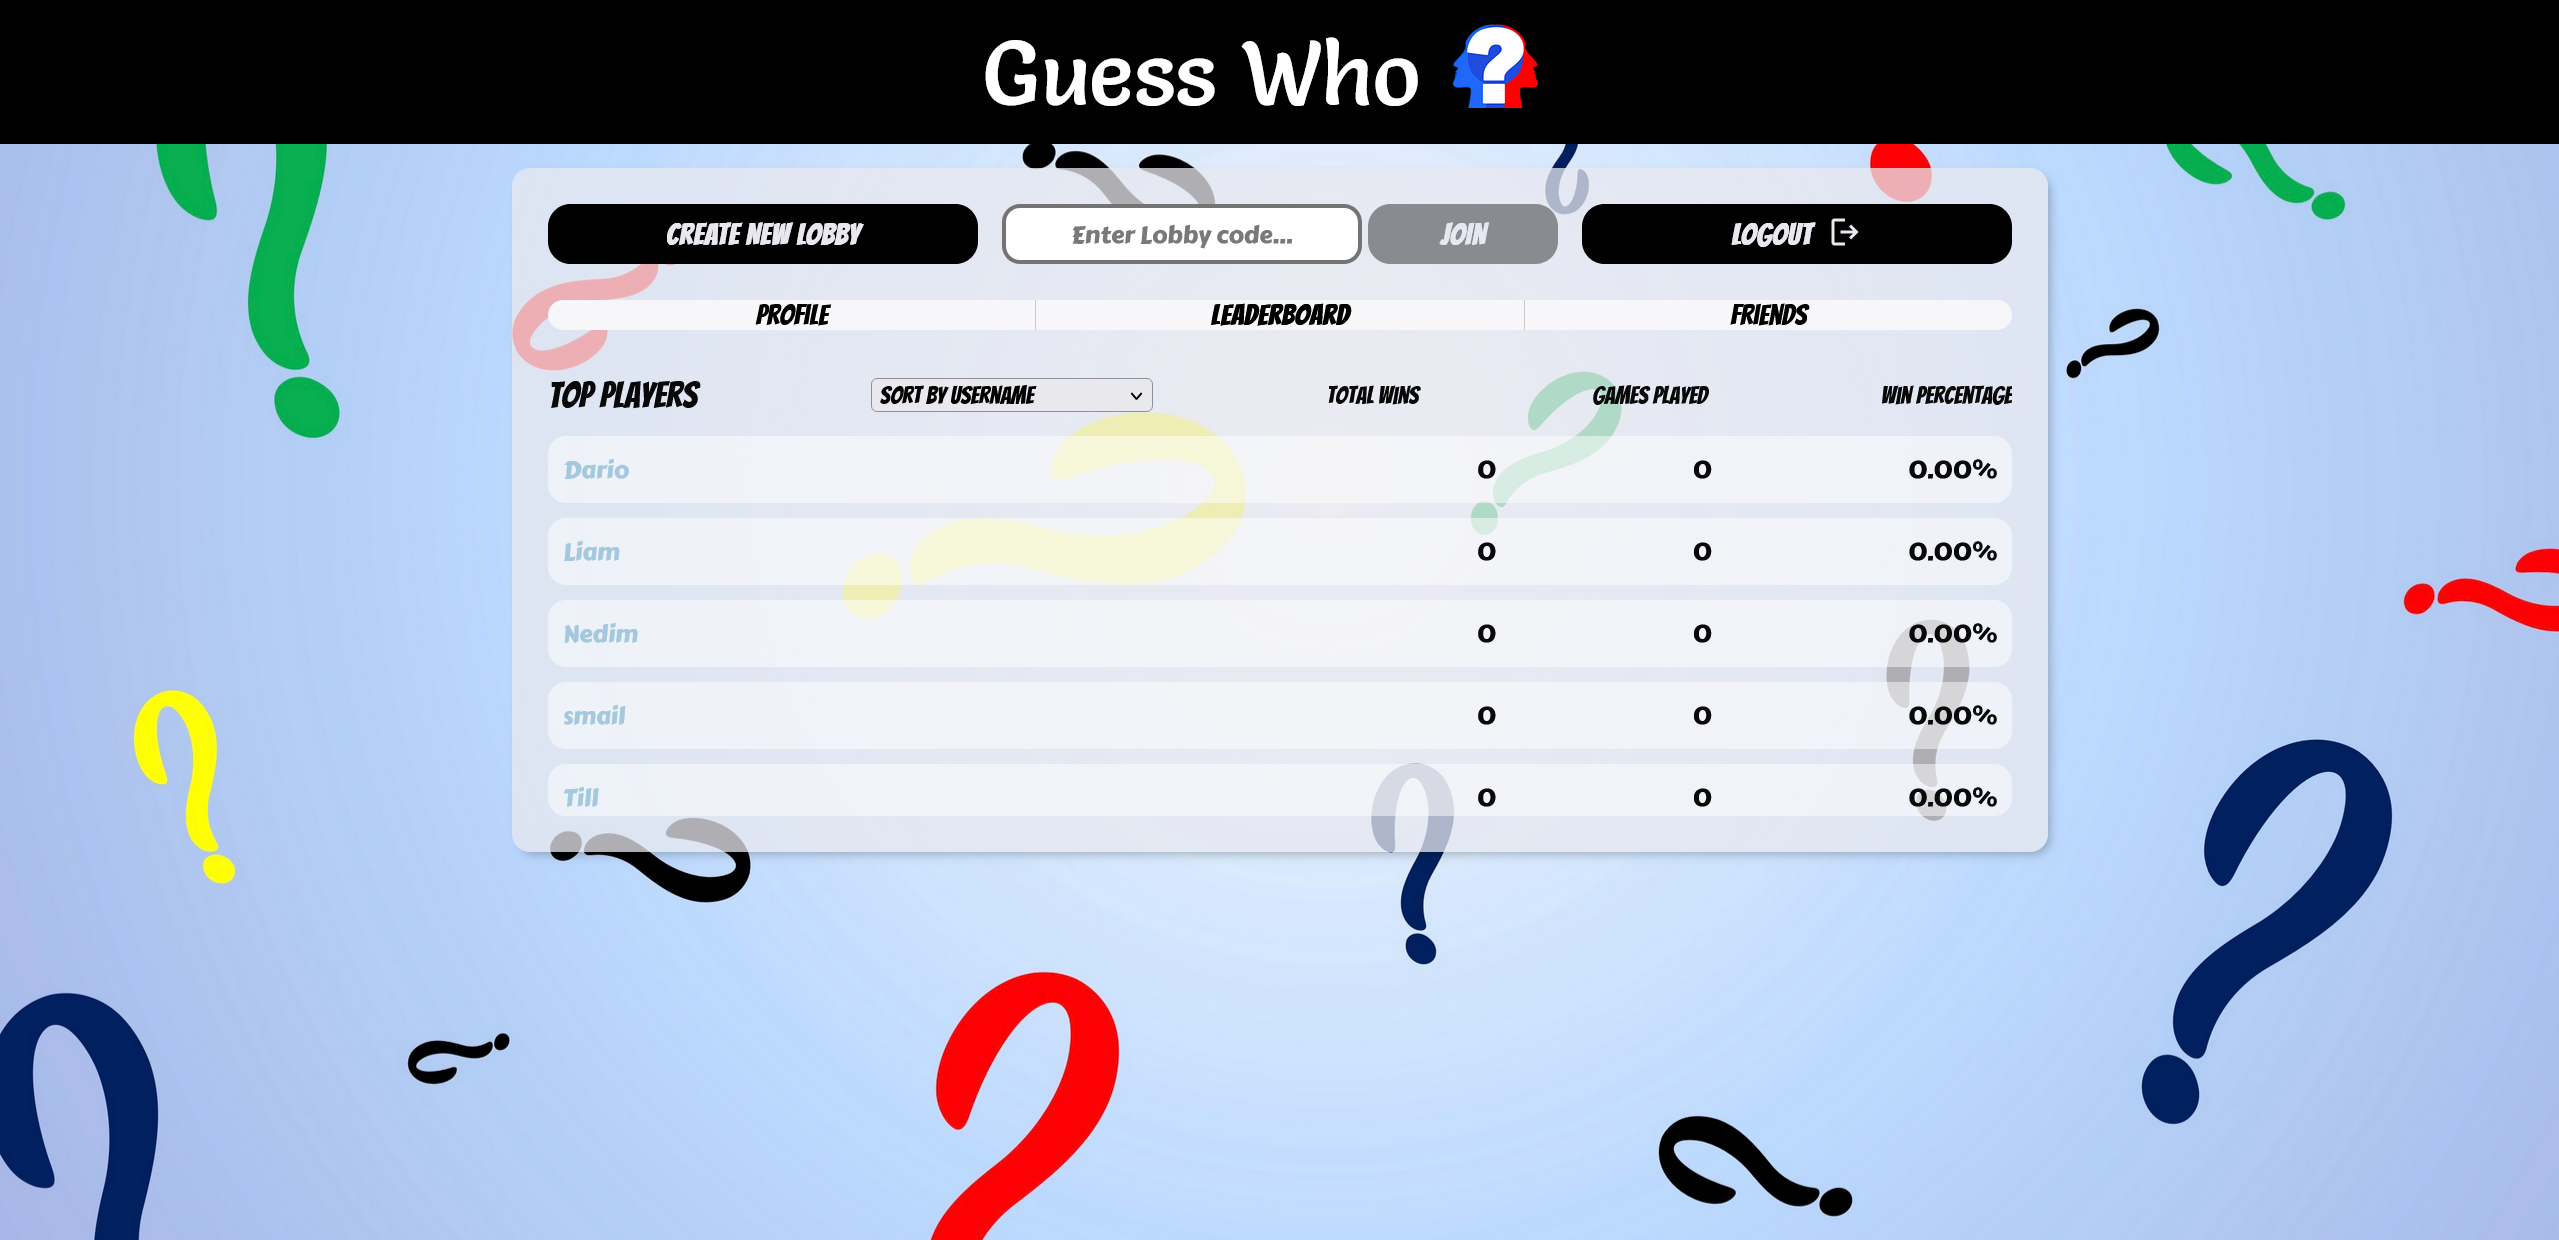 Guess Who ?
CREATE NEW LOBBY Enter Lobby code... JOIN LOGOUT
PROFILE LEADERBOARD FRIENDS
TOP PLAYERS SORT BY USERNAME TOTAL WINS GAMES PLAYED WIN PERCENTAGE
Dario 0 0 0.00%
Liam 0 0 0.00%
Nedim 0 0 0.00%
smail 0 0 0.00%
Till 0 0 0.00%